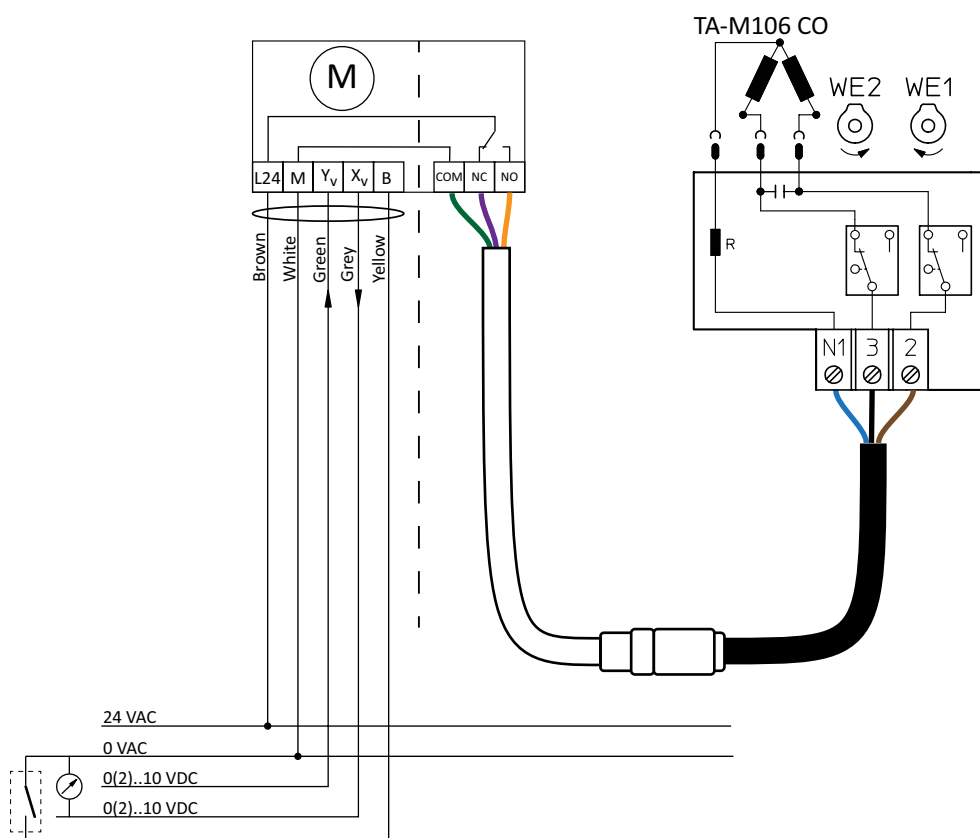 TA-M106 CO
M
WE2 WE1
L24 M Yv Xv B COM NC NO
Brown
White
Green
Grey
Yellow
R
N1 3 2
24 VAC
0 VAC
0(2)..10 VDC
0(2)..10 VDC